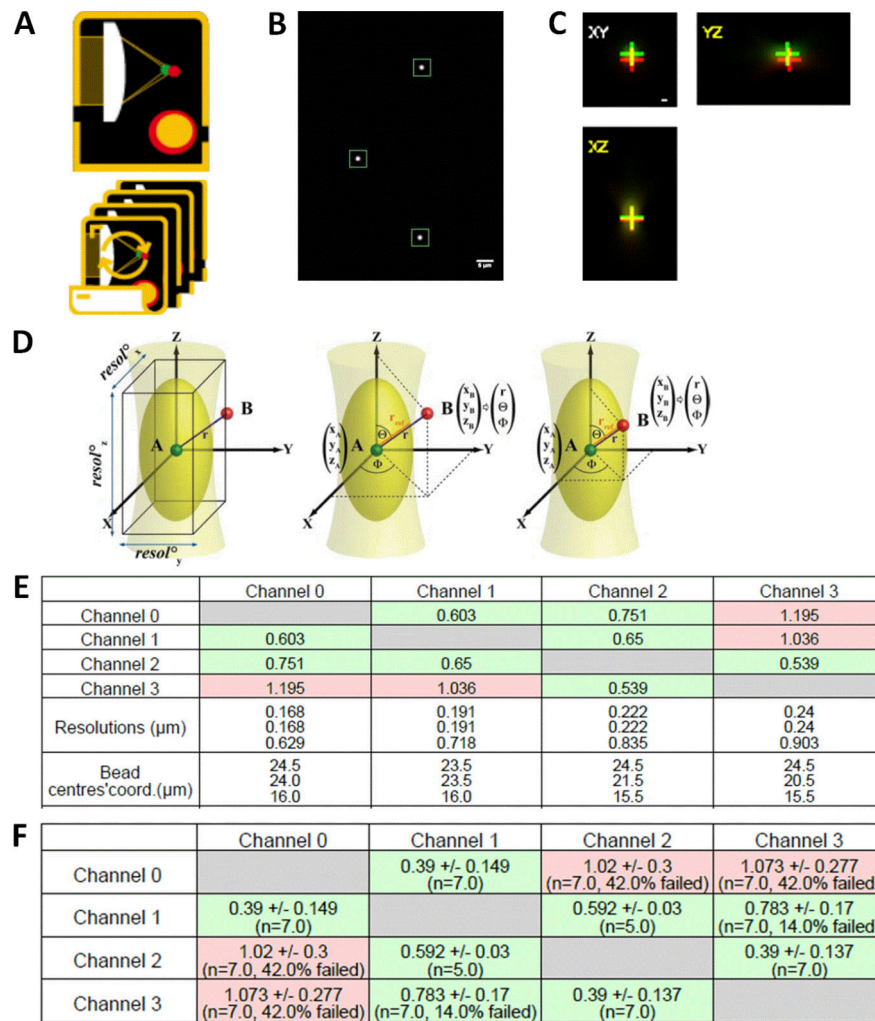 A
B
5 µm
C
XY
YZ
XZ
D
resol°x
resol°z
resol°y
Z
B
A
r
Y
X
Z
B
(xB yB zB) ⇨ (r Θ Φ)
rref
Θ
r
(xA yA zA)
A
Φ
Y
X
Z
(xB yB zB) ⇨ (r Θ Φ)
rref
B
Θ
r
(xA yA zA)
A
Φ
Y
X
E
Channel 0 Channel 1 Channel 2 Channel 3
Channel 0 0.603 0.751 1.195
Channel 1 0.603 0.65 1.036
Channel 2 0.751 0.65 0.539
Channel 3 1.195 1.036 0.539
Resolutions (µm)
0.168 0.191 0.222 0.24
0.168 0.191 0.222 0.24
0.629 0.718 0.835 0.903
Bead
centres'coord.(µm)
24.5 23.5 24.5 24.5
24.0 23.5 21.5 20.5
16.0 16.0 15.5 15.5
F
Channel 0 Channel 1 Channel 2 Channel 3
Channel 0
0.39 +/- 0.149 1.02 +/- 0.3 1.073 +/- 0.277
(n=7.0) (n=7.0, 42.0% failed) (n=7.0, 42.0% failed)
Channel 1
0.39 +/- 0.149 0.592 +/- 0.03 0.783 +/- 0.17
(n=7.0) (n=5.0) (n=7.0, 14.0% failed)
Channel 2
1.02 +/- 0.3 0.592 +/- 0.03 0.39 +/- 0.137
(n=7.0, 42.0% failed) (n=5.0) (n=7.0)
Channel 3
1.073 +/- 0.277 0.783 +/- 0.17 0.39 +/- 0.137
(n=7.0, 42.0% failed) (n=7.0, 14.0% failed) (n=7.0)